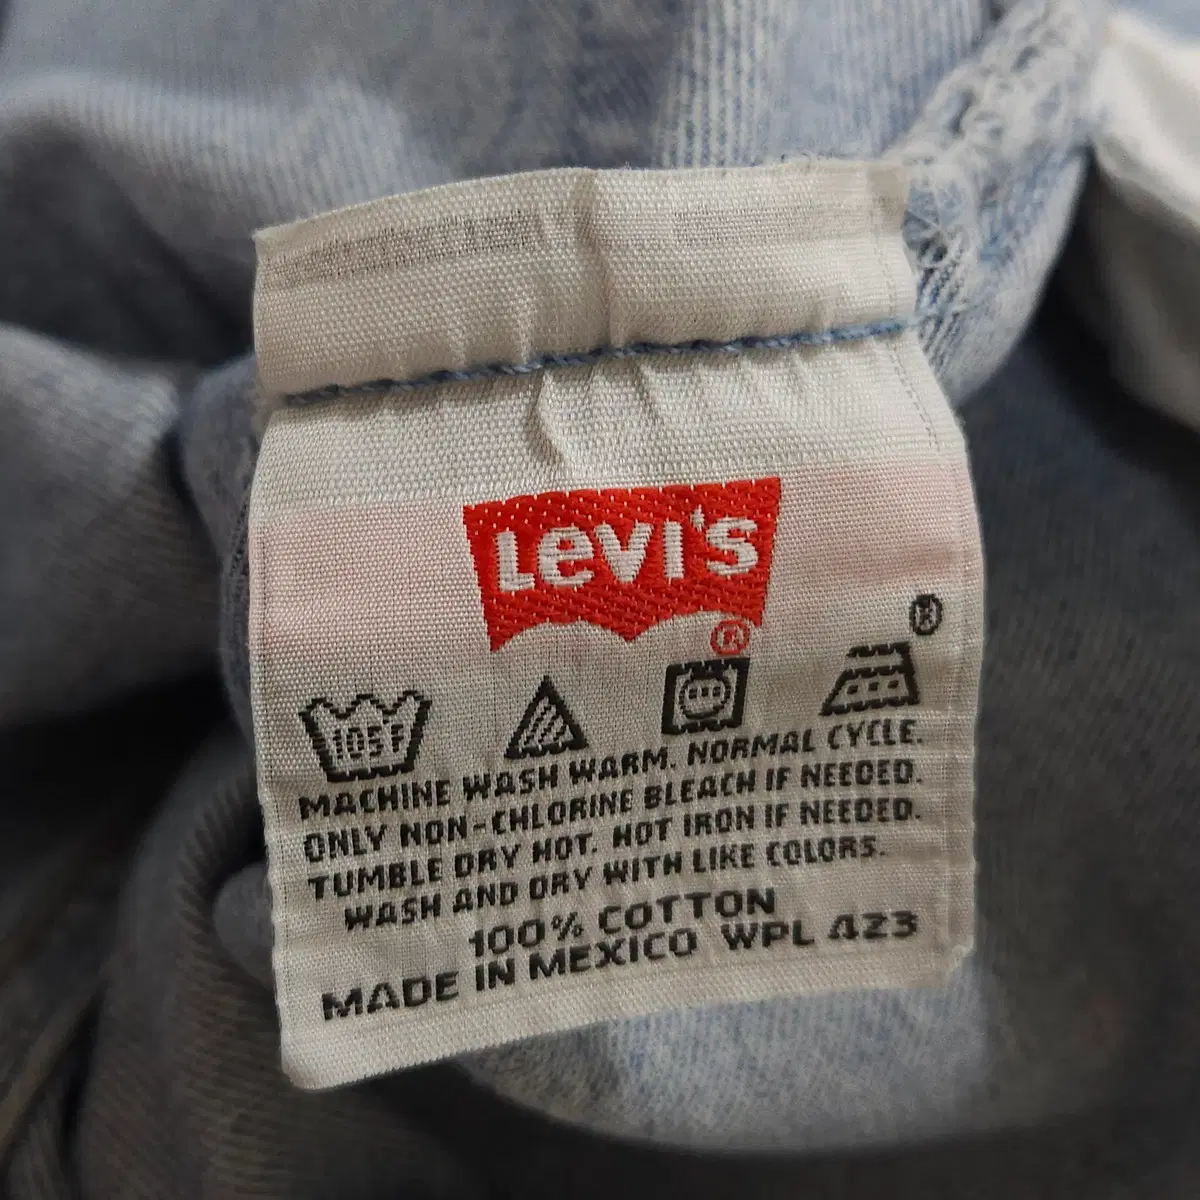 Levi's
®
®
105F
MACHINE WASH WARM. NORMAL CYCLE.
ONLY NON-CHLORINE BLEACH IF NEEDED.
TUMBLE DRY HOT. HOT IRON IF NEEDED.
WASH AND DRY WITH LIKE COLORS.
100% COTTON
MADE IN MEXICO WPL 423